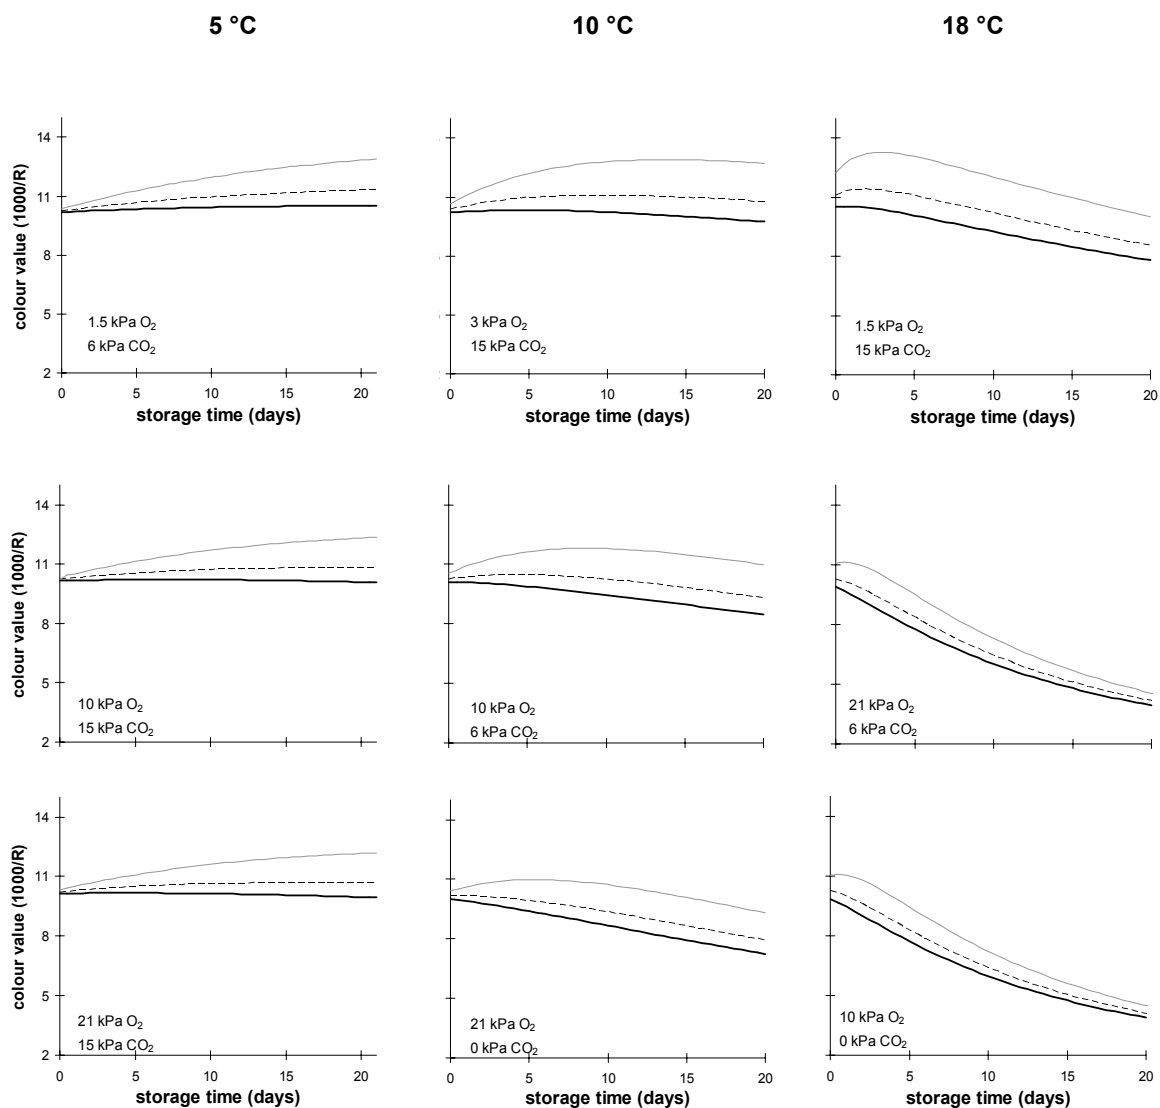 5 °C 10 °C 18 °C
14
11
8
5
2
colour value (1000/R)
1.5 kPa O₂
6 kPa CO₂
0 5 10 15 20
storage time (days)
3 kPa O₂
15 kPa CO₂
0 5 10 15 20
storage time (days)
1.5 kPa O₂
15 kPa CO₂
0 5 10 15 20
storage time (days)
14
11
8
5
2
colour value (1000/R)
10 kPa O₂
15 kPa CO₂
10 kPa O₂
6 kPa CO₂
21 kPa O₂
6 kPa CO₂
14
11
8
5
2
colour value (1000/R)
21 kPa O₂
15 kPa CO₂
0 5 10 15 20
storage time (days)
21 kPa O₂
0 kPa CO₂
0 5 10 15 20
storage time (days)
10 kPa O₂
0 kPa CO₂
0 5 10 15 20
storage time (days)